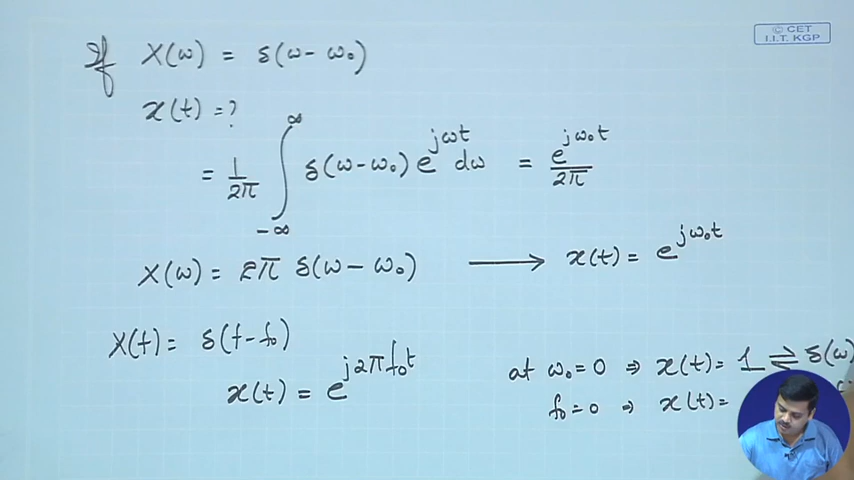 © CET
I.I.T. KGP
If X(ω) = δ(ω − ω₀)
x(t) = ?
= 1/2π ∫_{-∞}^{∞} δ(ω − ω₀) e^{jωt} dω = e^{jω₀t}/2π
X(ω) = 2π δ(ω − ω₀) ⟶ x(t) = e^{jω₀t}
X(f) = δ(f − f₀)
x(t) = e^{j2πf₀t}
at ω₀ = 0 ⇒ x(t) = 1 ⇌ δ(ω)
f₀ = 0 ⇒ x(t) =